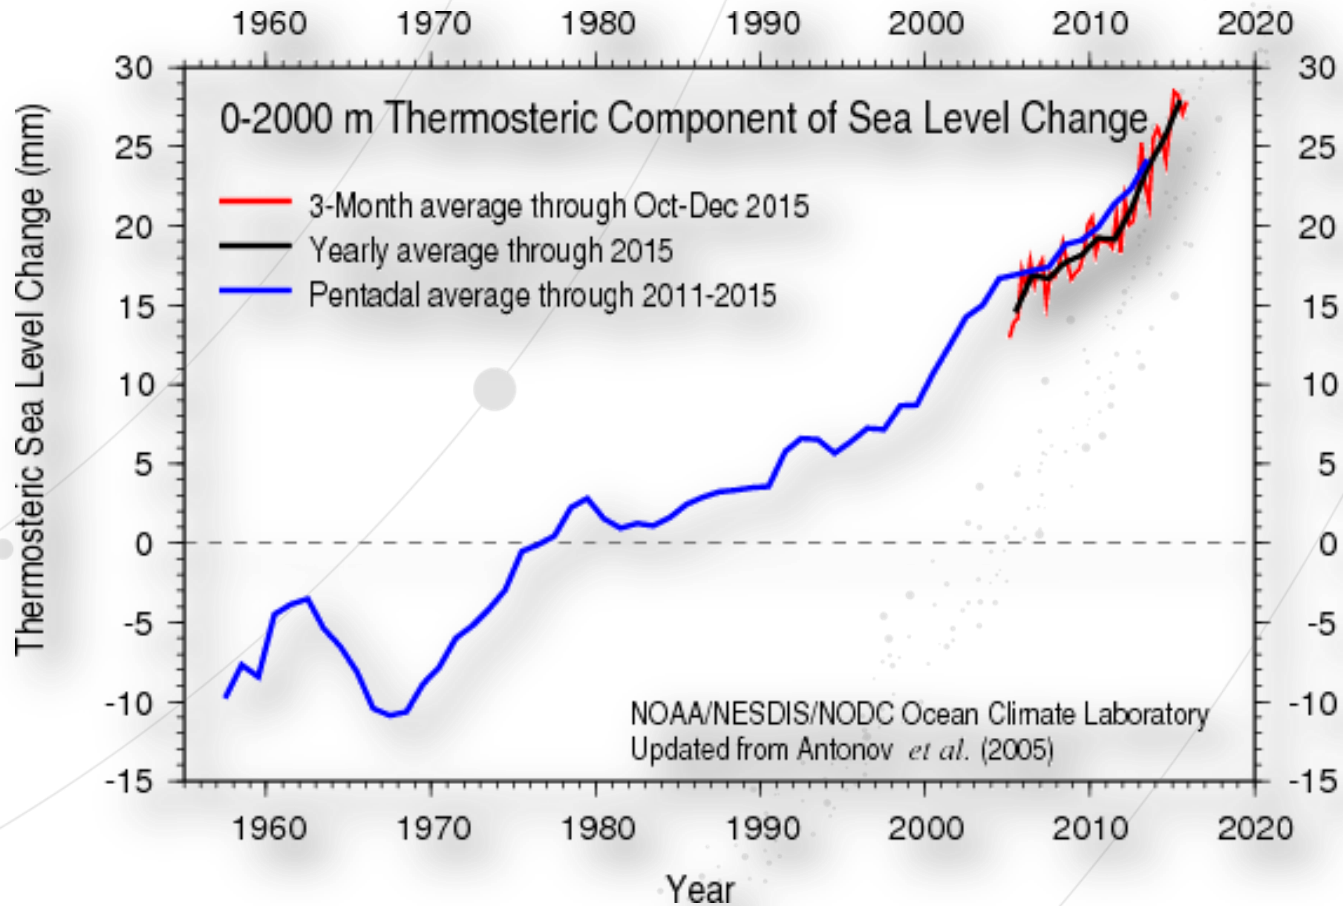 1960 1970 1980 1990 2000 2010 2020
30 30
0-2000 m Thermosteric Component of Sea Level Change
25 25
3-Month average through Oct-Dec 2015
20 20
Yearly average through 2015
Pentadal average through 2011-2015
15 15
10 10
5 5
0 0
-5 -5
-10 -10
NOAA/NESDIS/NODC Ocean Climate Laboratory
Updated from Antonov et al. (2005)
-15 -15
Thermosteric Sea Level Change (mm)
1960 1970 1980 1990 2000 2010 2020
Year